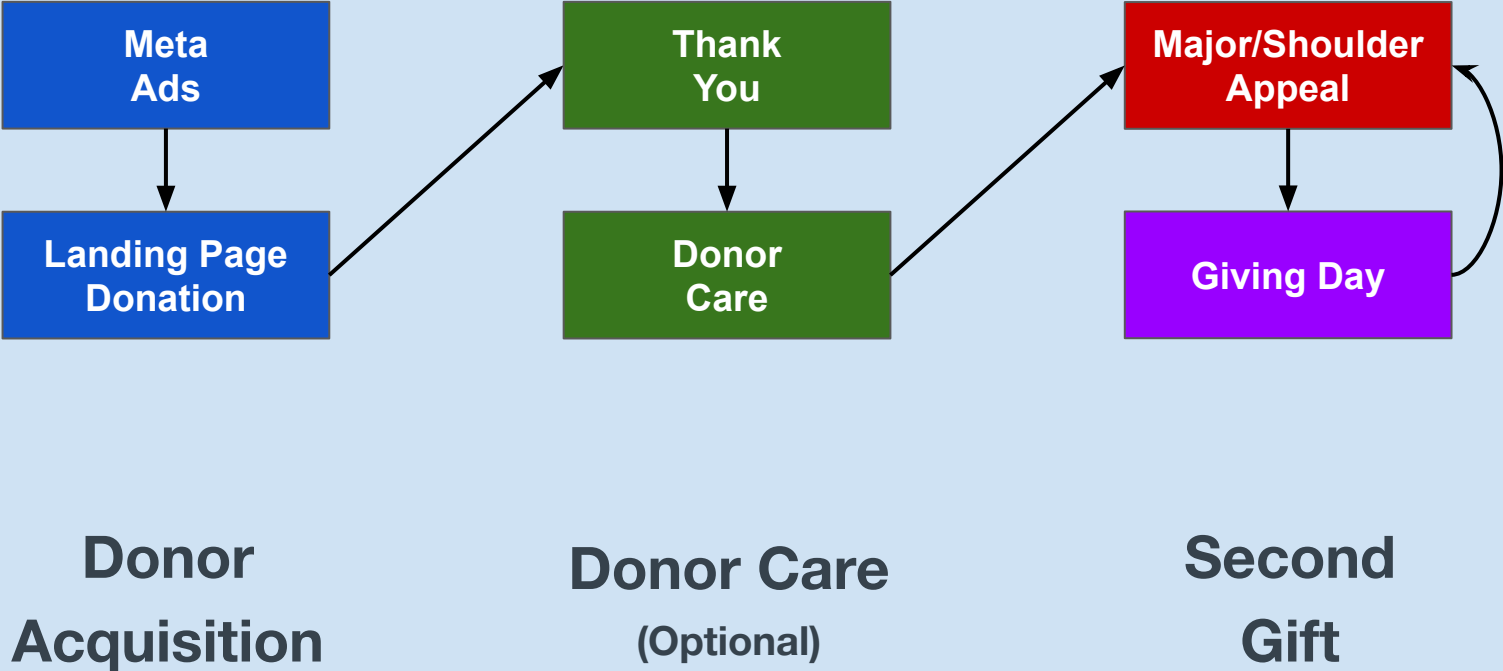 Meta
Ads
Landing Page
Donation
Thank
You
Donor
Care
Major/Shoulder
Appeal
Giving Day
Donor
Acquisition
Donor Care
(Optional)
Second
Gift